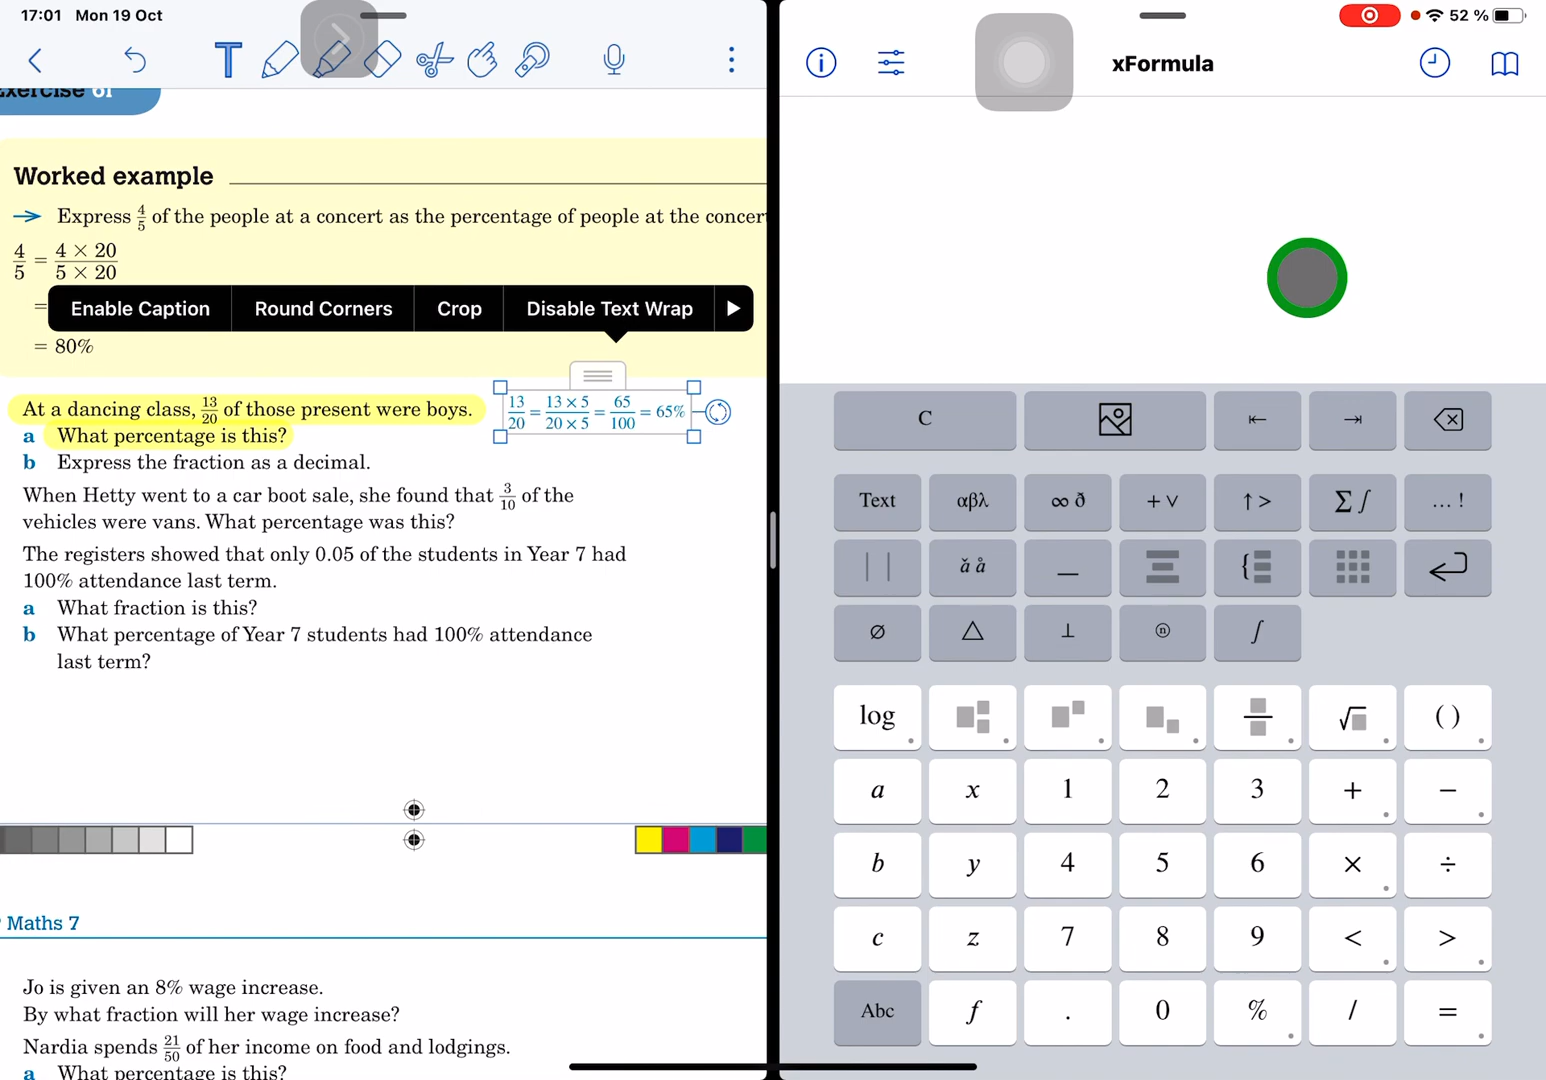 17:01 Mon 19 Oct
52 %
xFormula
Exercise 6f
Worked example
→ Express 4/5 of the people at a concert as the percentage of people at the concer
4/5 = 4 × 20 / 5 × 20
=
Enable Caption Round Corners Crop Disable Text Wrap
= 80%
At a dancing class, 13/20 of those present were boys.
13/20 = 13 × 5 / 20 × 5 = 65/100 = 65%
a What percentage is this?
b Express the fraction as a decimal.
When Hetty went to a car boot sale, she found that 3/10 of the
vehicles were vans. What percentage was this?
The registers showed that only 0.05 of the students in Year 7 had
100% attendance last term.
a What fraction is this?
b What percentage of Year 7 students had 100% attendance
last term?
Maths 7
Jo is given an 8% wage increase.
By what fraction will her wage increase?
Nardia spends 21/50 of her income on food and lodgings.
a What percentage is this?
C
Text αβλ ∞ ð + ∨ ↑ > Σ ∫ ... !
| | ǎ å _ {
∅ △ ⊥ ⓝ ∫
log √ ( )
a x 1 2 3 + −
b y 4 5 6 × ÷
c z 7 8 9 < >
Abc f . 0 % / =